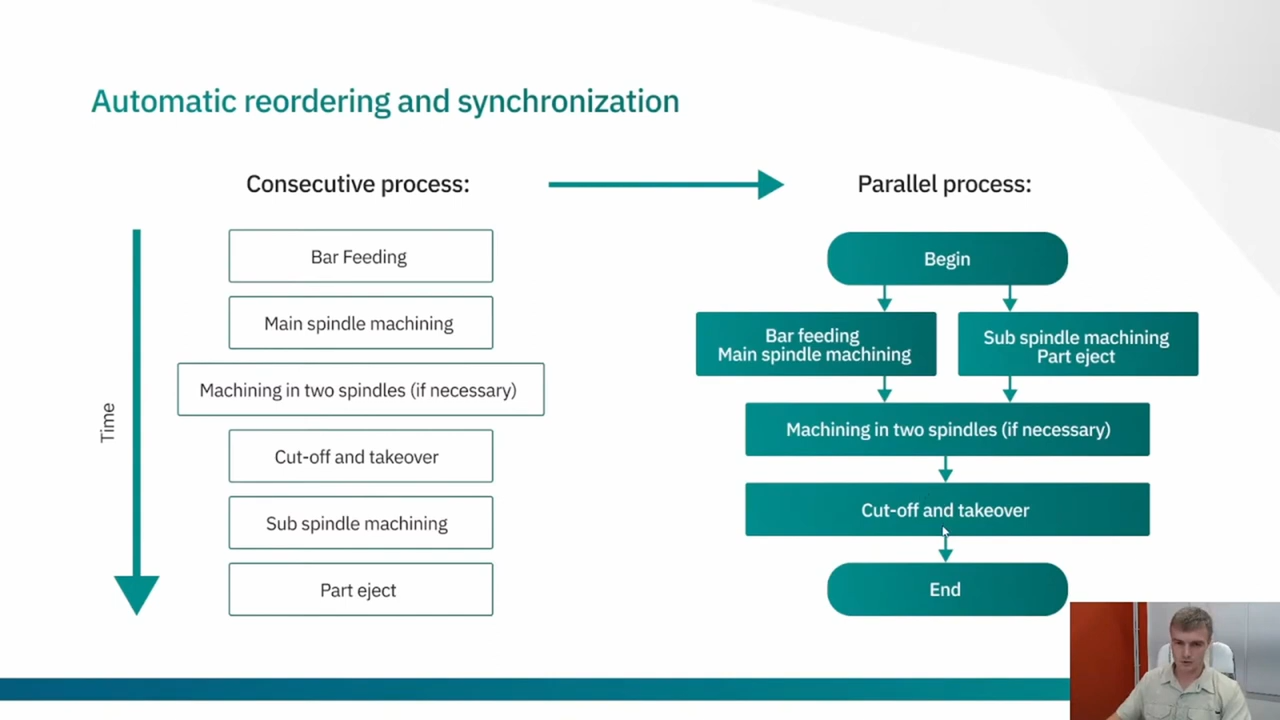 Automatic reordering and synchronization
Consecutive process:
Time
Bar Feeding
Main spindle machining
Machining in two spindles (if necessary)
Cut-off and takeover
Sub spindle machining
Part eject
Parallel process:
Begin
Bar feeding
Main spindle machining
Sub spindle machining
Part eject
Machining in two spindles (if necessary)
Cut-off and takeover
End